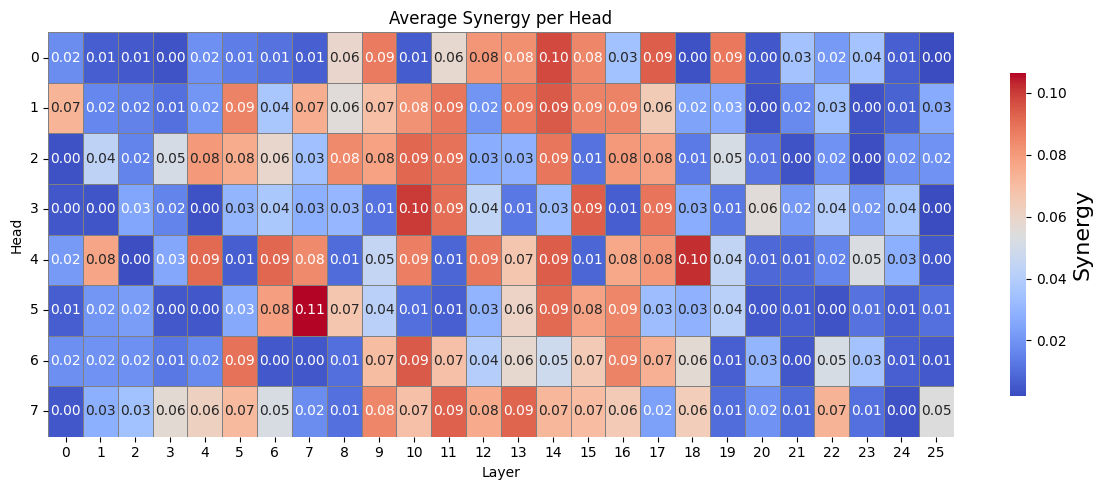 Average Synergy per Head
0 0.02 0.01 0.01 0.00 0.02 0.01 0.01 0.01 0.06 0.09 0.01 0.06 0.08 0.08 0.10 0.08 0.03 0.09 0.00 0.09 0.00 0.03 0.02 0.04 0.01 0.00
1 0.07 0.02 0.02 0.01 0.02 0.09 0.04 0.07 0.06 0.07 0.08 0.09 0.02 0.09 0.09 0.09 0.09 0.06 0.02 0.03 0.00 0.02 0.03 0.00 0.01 0.03
2 0.00 0.04 0.02 0.05 0.08 0.08 0.06 0.03 0.08 0.08 0.09 0.09 0.03 0.03 0.09 0.01 0.08 0.08 0.01 0.05 0.01 0.00 0.01 0.00 0.02 0.02
3 0.00 0.00 0.03 0.02 0.00 0.03 0.04 0.03 0.03 0.01 0.10 0.09 0.04 0.01 0.03 0.09 0.01 0.09 0.03 0.01 0.06 0.02 0.04 0.02 0.04 0.00
4 0.02 0.08 0.00 0.03 0.09 0.01 0.09 0.08 0.01 0.05 0.09 0.01 0.09 0.07 0.09 0.01 0.08 0.08 0.10 0.04 0.01 0.01 0.02 0.05 0.03 0.00
5 0.01 0.02 0.02 0.00 0.00 0.03 0.08 0.11 0.07 0.04 0.01 0.01 0.03 0.06 0.09 0.08 0.09 0.03 0.03 0.04 0.00 0.01 0.00 0.01 0.01 0.01
6 0.02 0.02 0.02 0.01 0.02 0.09 0.00 0.00 0.01 0.07 0.09 0.07 0.04 0.06 0.05 0.07 0.09 0.07 0.06 0.01 0.03 0.00 0.05 0.03 0.01 0.01
7 0.00 0.03 0.03 0.06 0.06 0.07 0.05 0.02 0.01 0.08 0.07 0.09 0.08 0.09 0.07 0.07 0.06 0.02 0.06 0.01 0.02 0.01 0.07 0.01 0.00 0.05
0 1 2 3 4 5 6 7 8 9 10 11 12 13 14 15 16 17 18 19 20 21 22 23 24 25
Layer
Head
0.10
0.08
0.06
0.04
0.02
Synergy